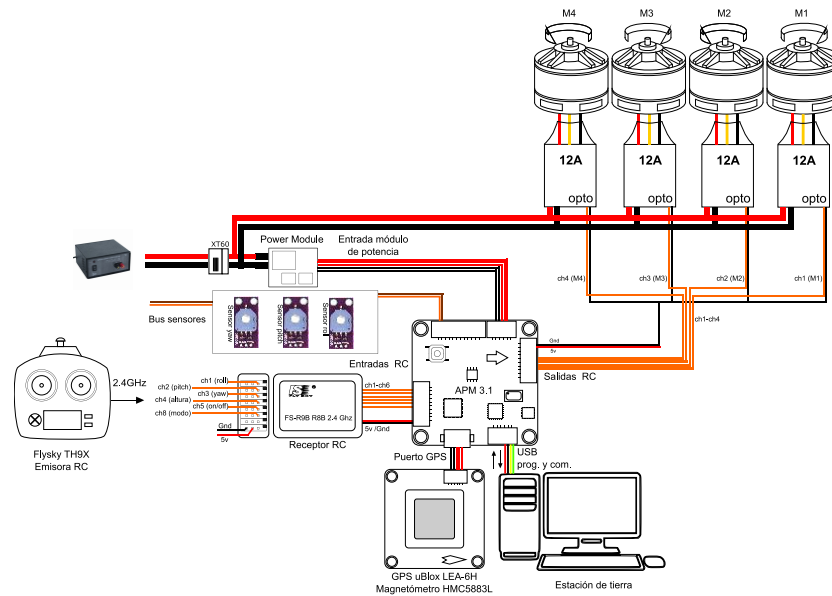 M4
M3
M2
M1
12A
opto
12A
opto
12A
opto
12A
opto
XT60
Power Module
Entrada módulo
de potencia
ch4 (M4)
ch3 (M3)
ch2 (M2)
ch1 (M1)
ch1-ch4
Bus sensores
Sensor yaw
Sensor pitch
Sensor ro
Gnd
5v
Entradas RC
Salidas RC
APM 3.1
2.4GHz
ch1 (roll)
ch2 (pitch)
ch3 (yaw)
ch4 (altura)
ch5 (on/off)
ch8 (modo)
Gnd
5v
FS-R9B R8B 2.4 Ghz
ch1-ch6
5v /Gnd
Receptor RC
Flysky TH9X
Emisora RC
Puerto GPS
USB
prog. y com.
GPS uBlox LEA-6H
Magnetómetro HMC5883L
Estación de tierra